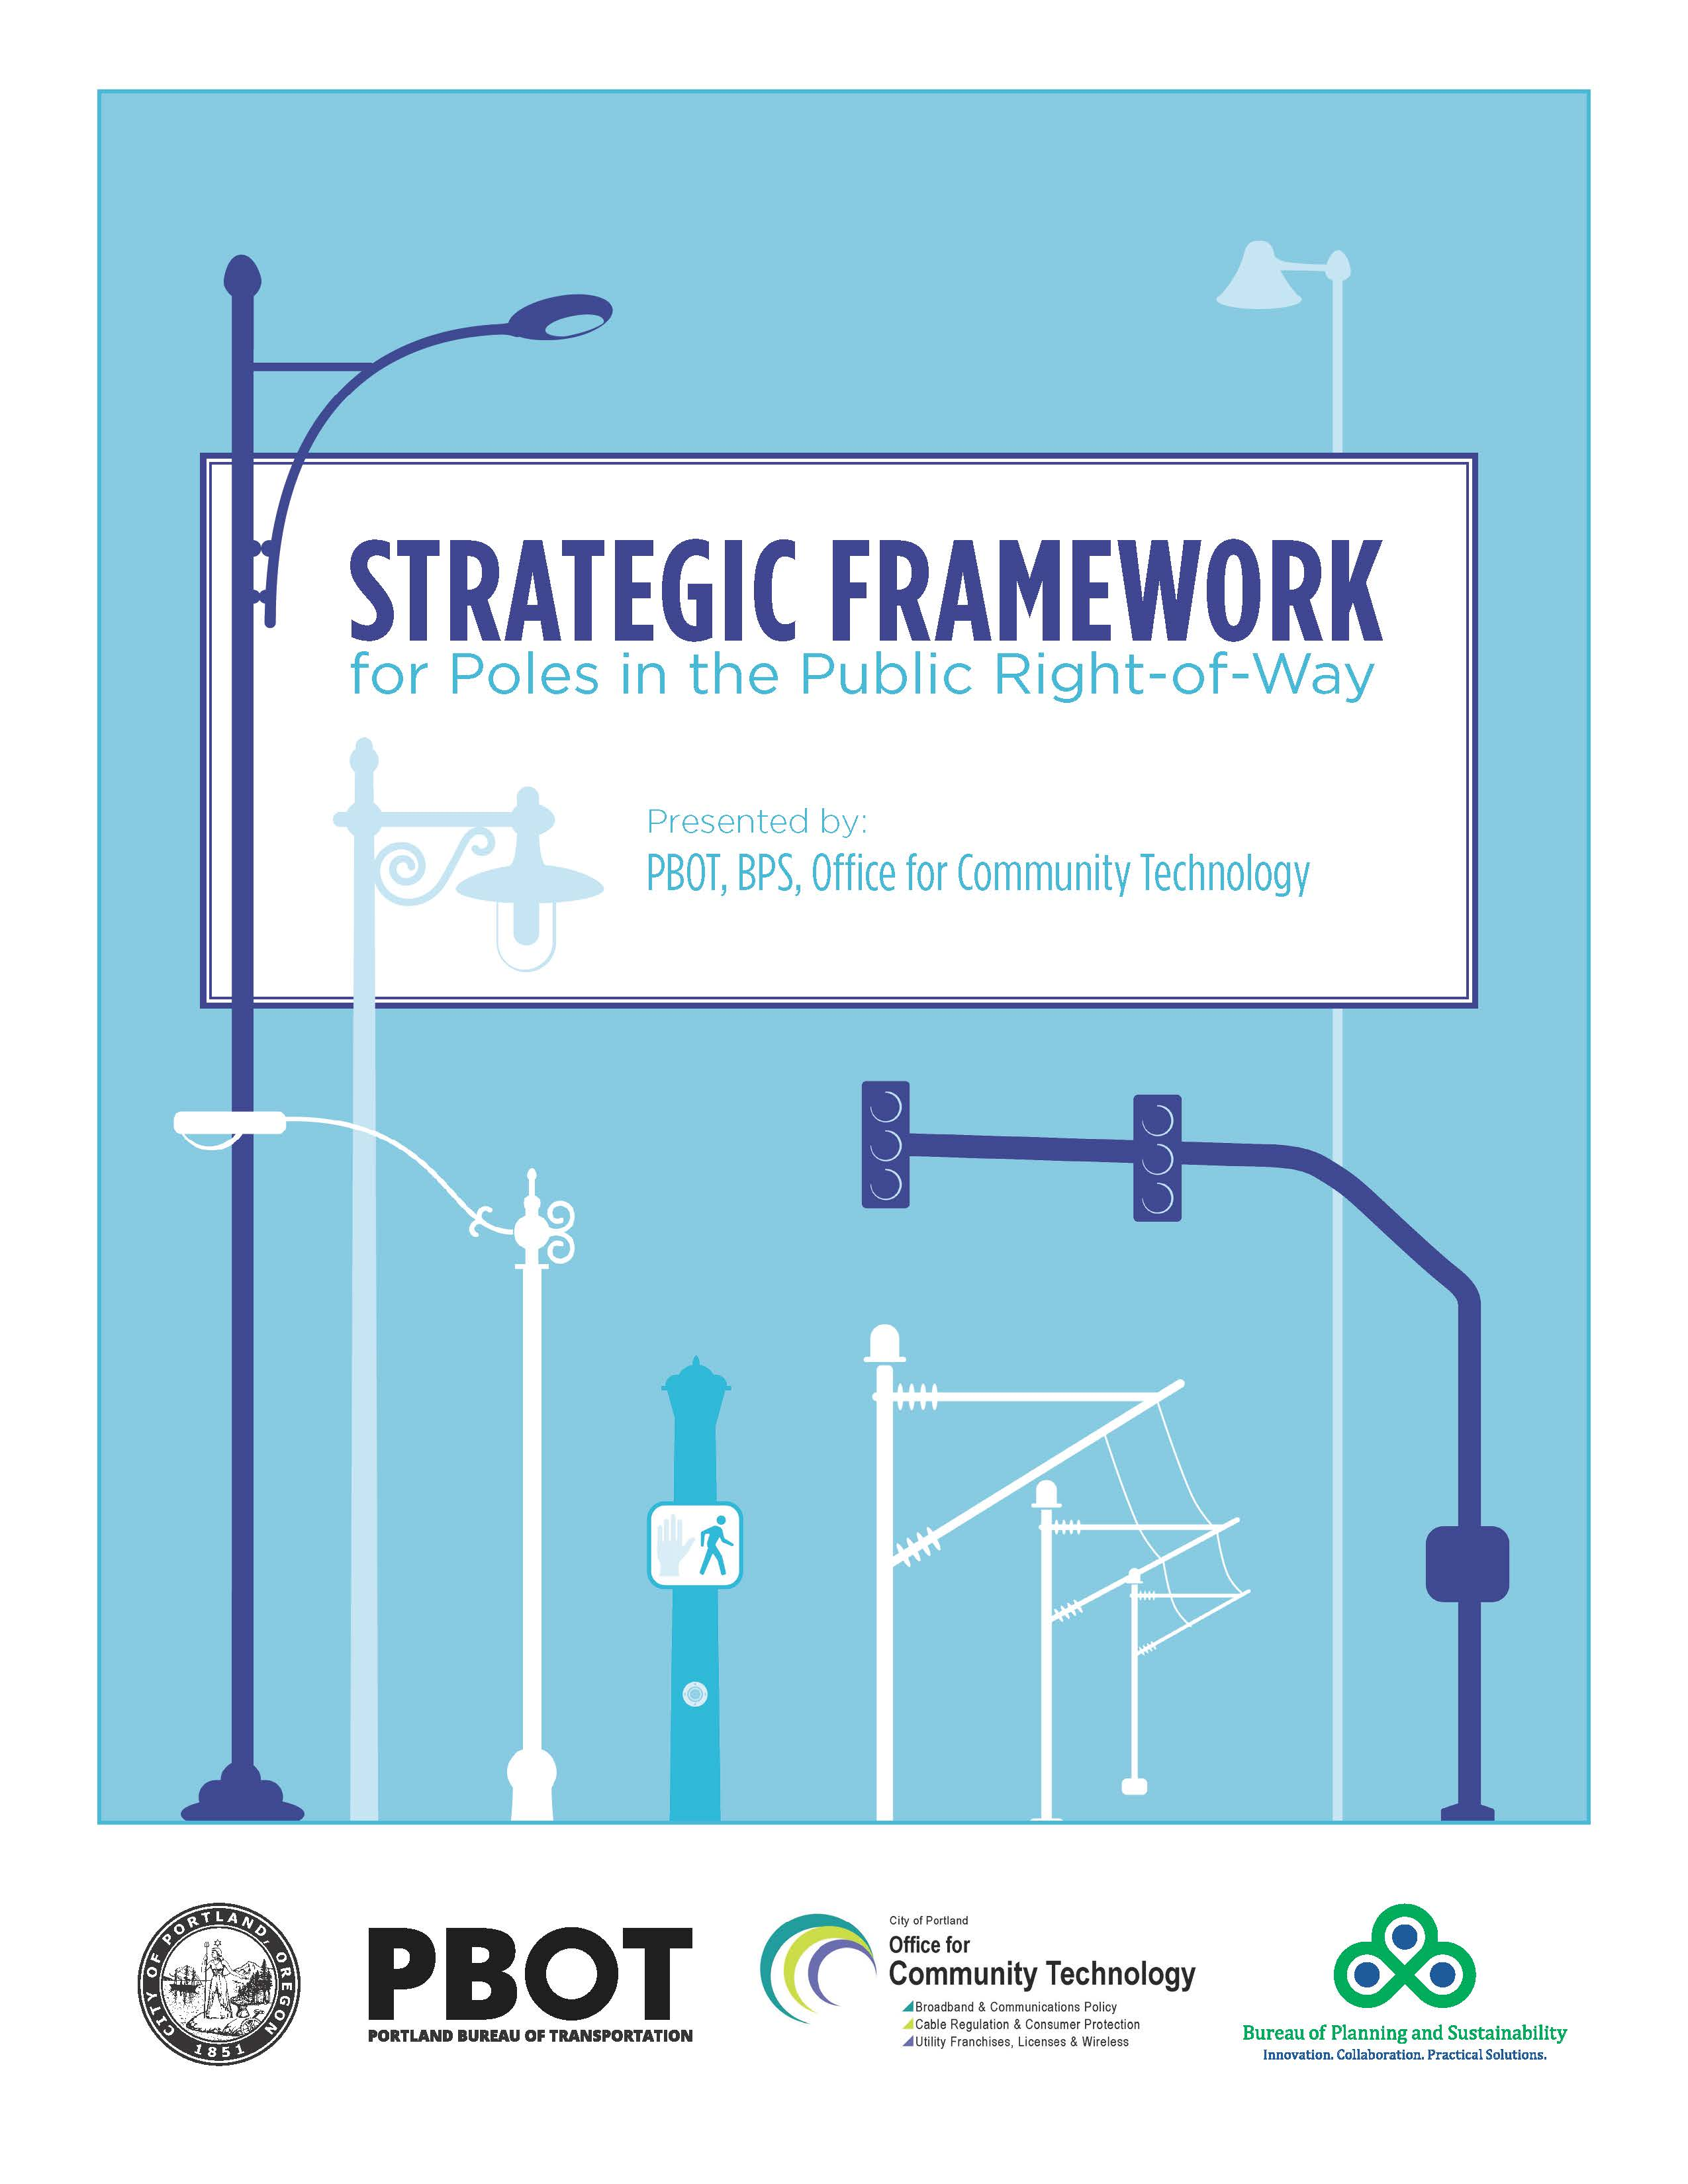 STRATEGIC FRAMEWORK
for Poles in the Public Right-of-Way
Presented by:
PBOT, BPS, Office for Community Technology
CITY OF PORTLAND, OREGON
1851
PBOT
PORTLAND BUREAU OF TRANSPORTATION
City of Portland
Office for
Community Technology
Broadband & Communications Policy
Cable Regulation & Consumer Protection
Utility Franchises, Licenses & Wireless
Bureau of Planning and Sustainability
Innovation. Collaboration. Practical Solutions.